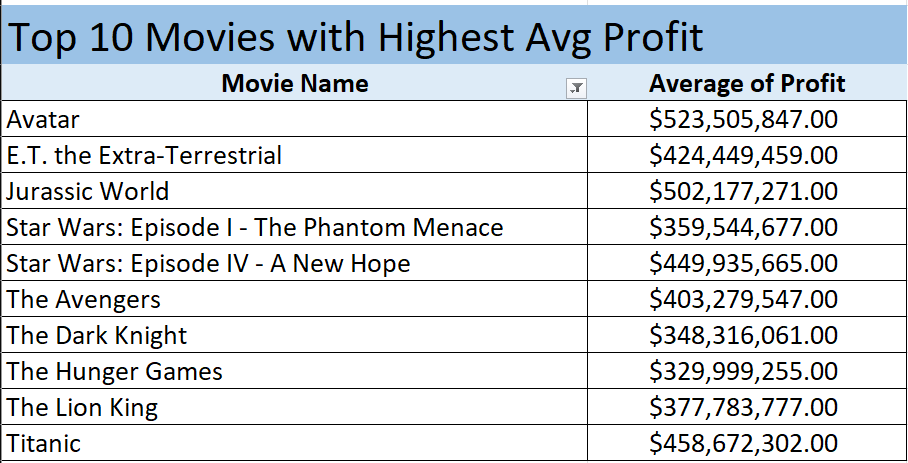 Top 10 Movies with Highest Avg Profit
Movie Name Average of Profit
Avatar $523,505,847.00
E.T. the Extra-Terrestrial $424,449,459.00
Jurassic World $502,177,271.00
Star Wars: Episode I - The Phantom Menace $359,544,677.00
Star Wars: Episode IV - A New Hope $449,935,665.00
The Avengers $403,279,547.00
The Dark Knight $348,316,061.00
The Hunger Games $329,999,255.00
The Lion King $377,783,777.00
Titanic $458,672,302.00